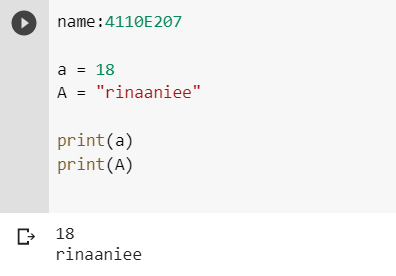 name:4110E207
a = 18
A = "rinaaniee"
print(a)
print(A)
18
rinaaniee